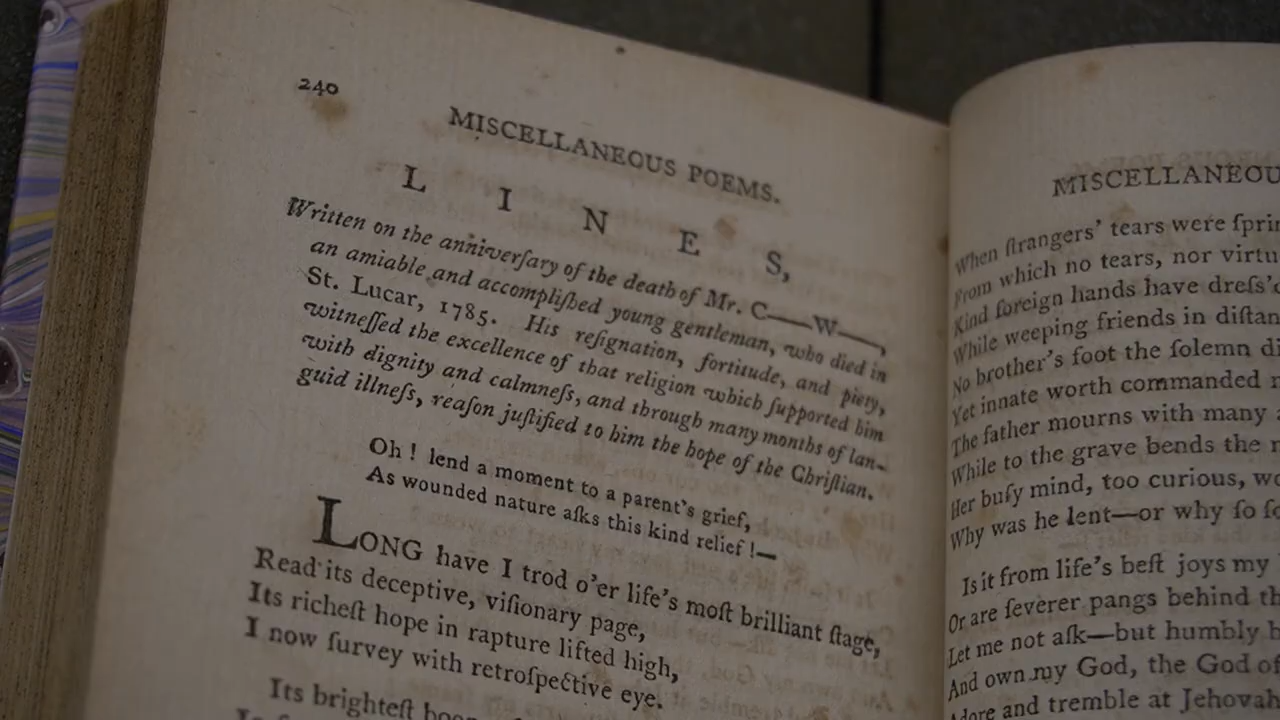 240
MISCELLANEOUS POEMS.
L I N E S,
Written on the anniverſary of the death of Mr. C——W——,
an amiable and accompliſhed young gentleman, who died in
St. Lucar, 1785. His reſignation, fortitude, and piety,
witneſſed the excellence of that religion which ſupported him
with dignity and calmneſs, and through many months of lan-
guid illneſs, reaſon juſtified to him the hope of the Chriſtian.
Oh ! lend a moment to a parent's grief,
As wounded nature aſks this kind relief !—
LONG have I trod o'er life's moſt brilliant ſtage,
Read its deceptive, viſionary page,
Its richeſt hope in rapture lifted high,
I now ſurvey with retroſpective eye.
Its brighteſt
MISCELLANEOU
When ſtrangers' tears were
From which no tears, nor
Kind foreign hands have dreſs'd
While weeping friends in
No brother's foot the ſolemn
Yet innate worth commanded
The father mourns with many
While to the grave bends the
Her buſy mind, too curious,
Why was he lent—or why ſo
Is it from life's beſt joys my
Or are ſeverer pangs behind
Let me not aſk—but humbly
And own my God, the God of
Adore and tremble at Jehovah